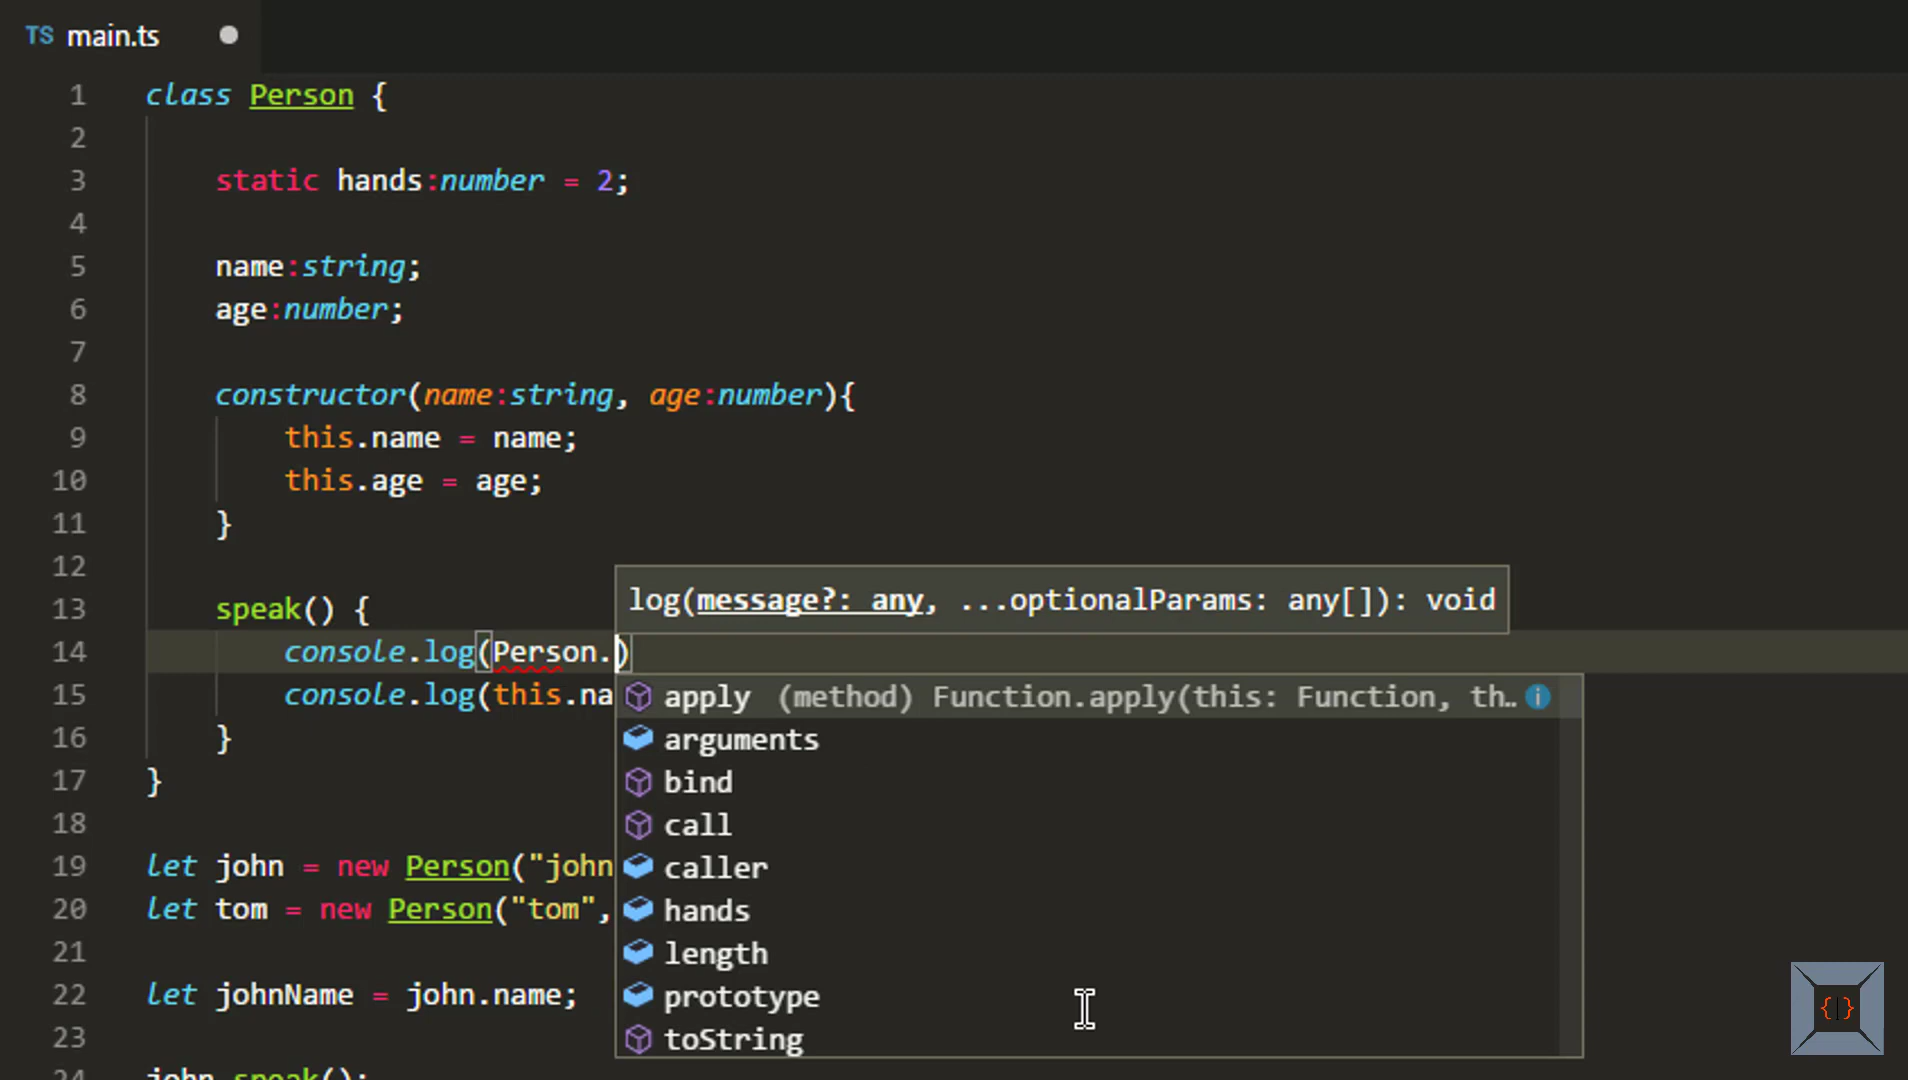 TS main.ts
1 class Person {
2
3 static hands:number = 2;
4
5 name:string;
6 age:number;
7
8 constructor(name:string, age:number){
9 this.name = name;
10 this.age = age;
11 }
12
log(message?: any, ...optionalParams: any[]): void
13 speak() {
14 console.log(Person.)
15 console.log(this.na
apply (method) Function.apply(this: Function, th…
arguments
16 }
bind
17 }
call
18
caller
19 let john = new Person("john
hands
20 let tom = new Person("tom",
length
21
prototype
22 let johnName = john.name;
toString
23
{|}
24 john.speak();